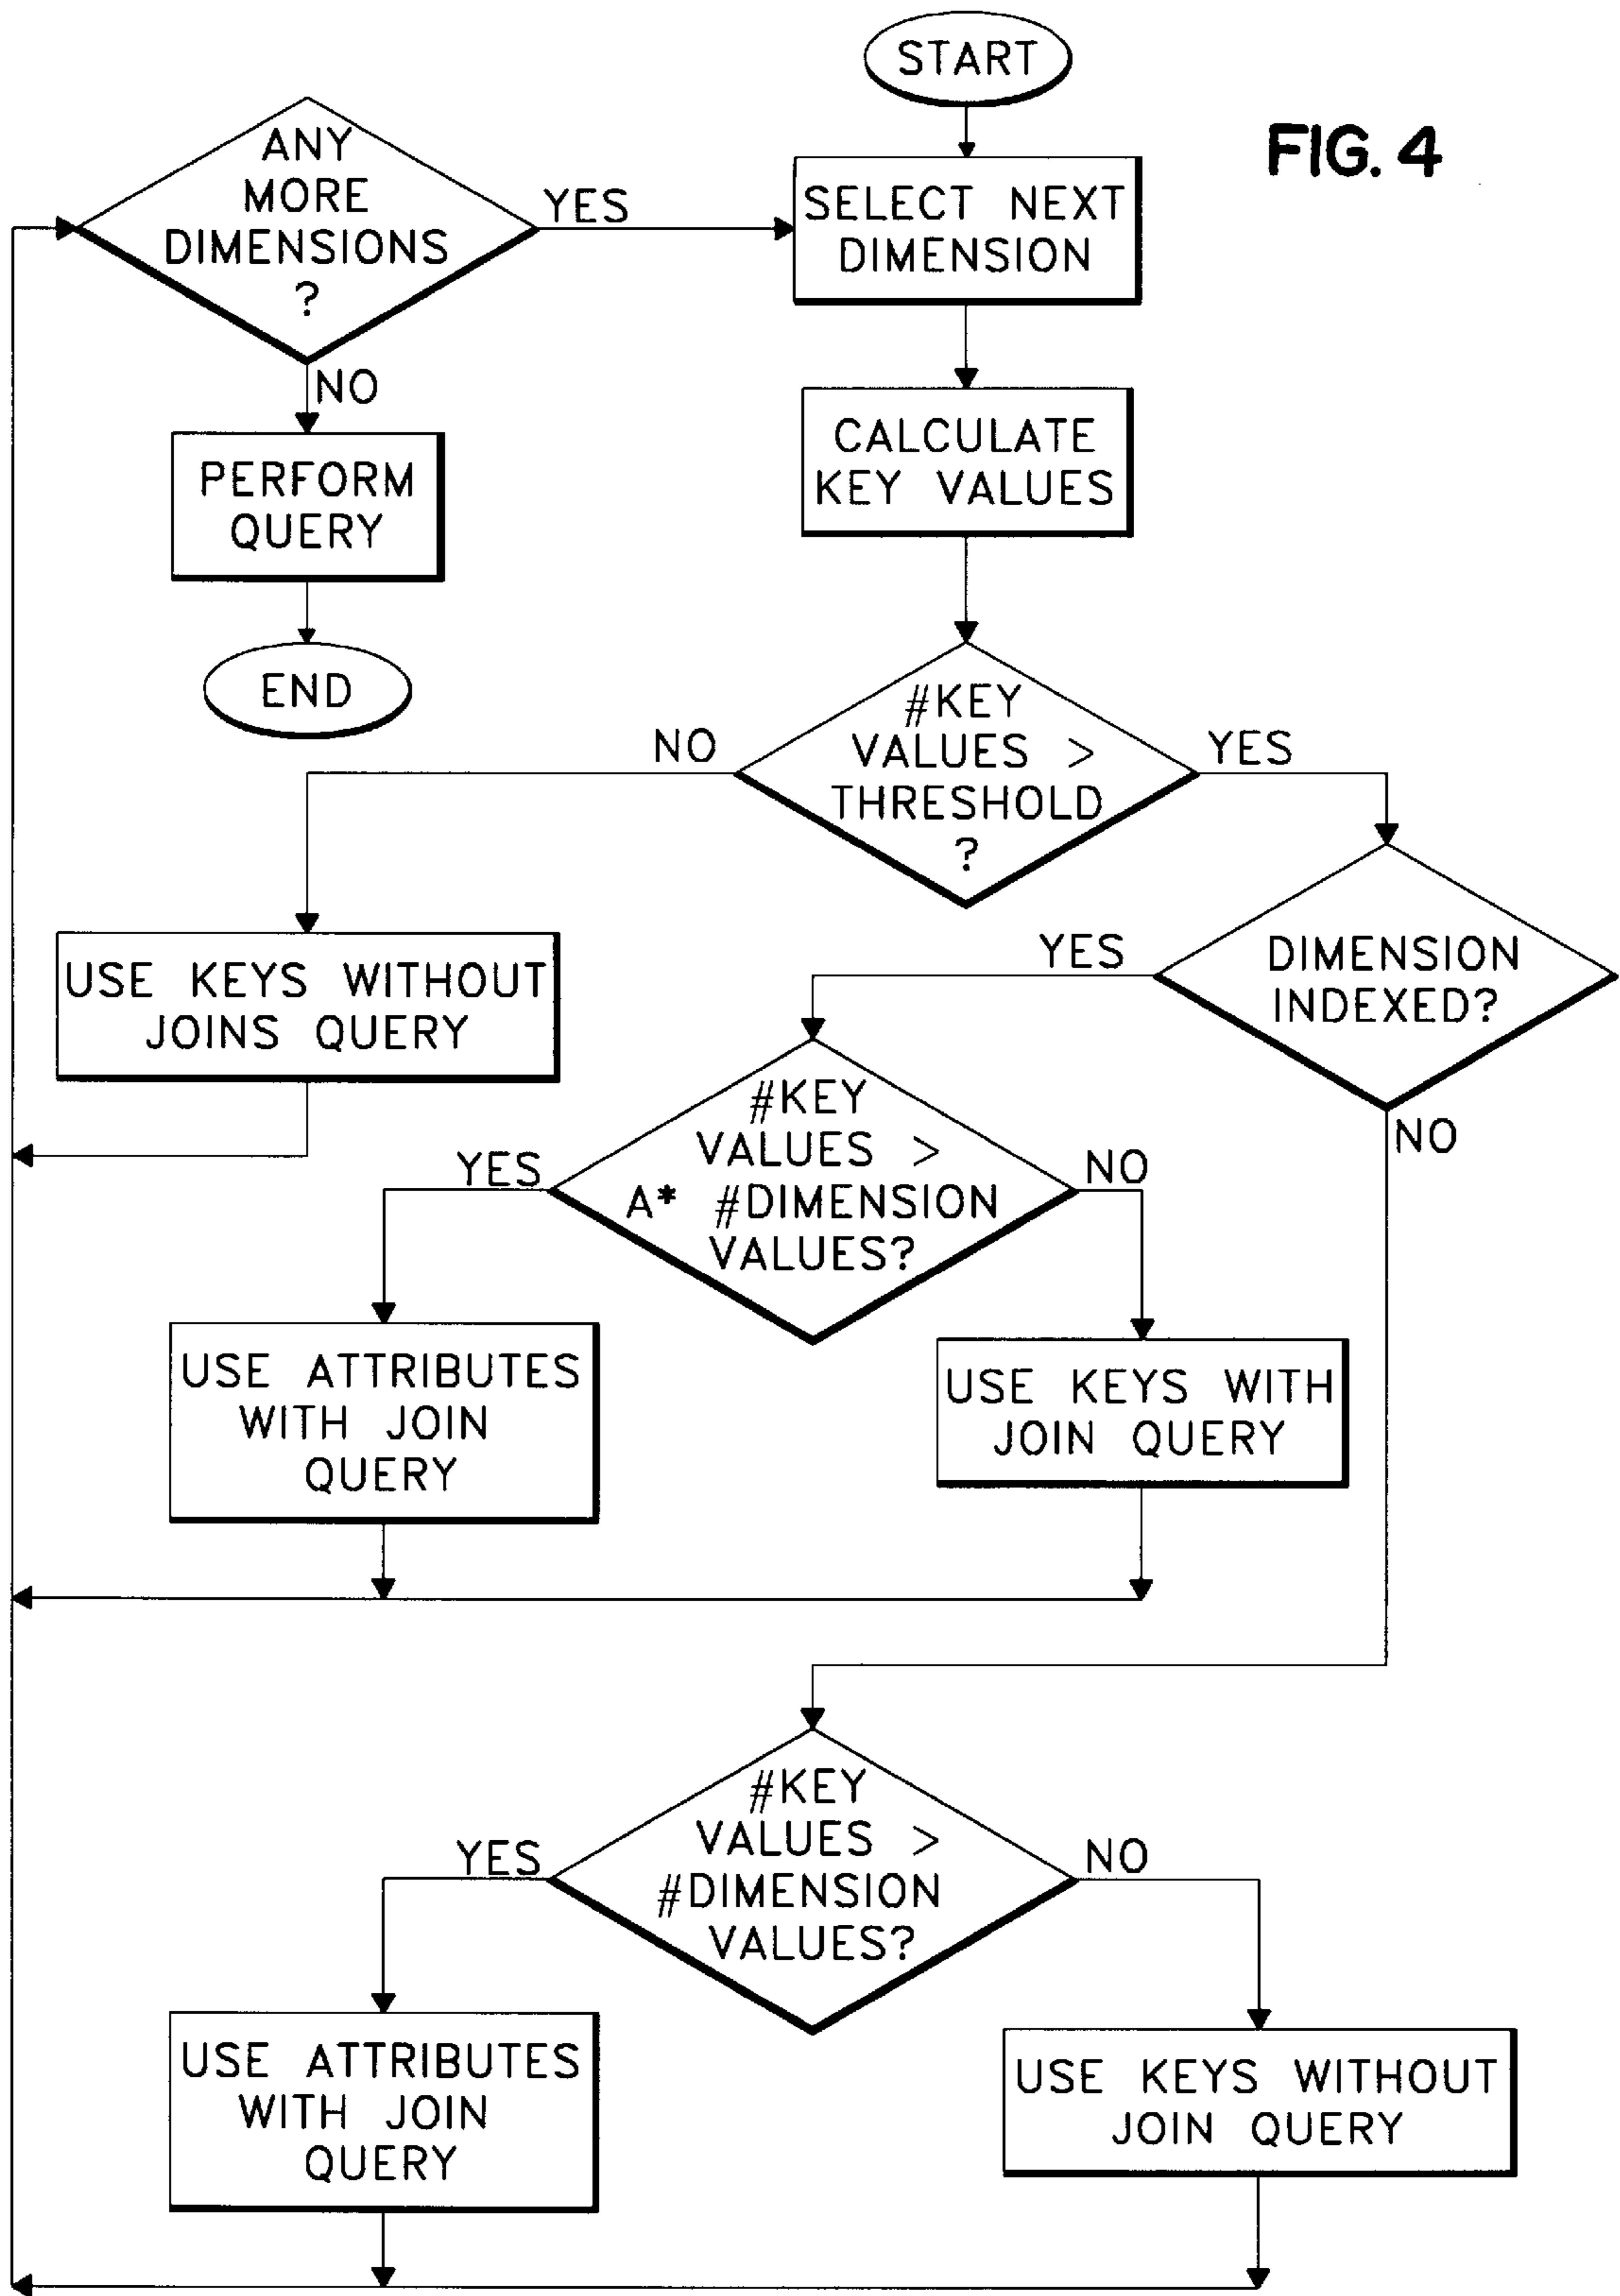 START
FIG. 4
ANY
MORE
DIMENSIONS
?
YES
SELECT NEXT
DIMENSION
NO
PERFORM
QUERY
END
CALCULATE
KEY VALUES
#KEY
VALUES >
THRESHOLD
?
NO
YES
USE KEYS WITHOUT
JOINS QUERY
DIMENSION
INDEXED?
YES
NO
#KEY
VALUES >
A* #DIMENSION
VALUES?
YES
NO
USE ATTRIBUTES
WITH JOIN
QUERY
USE KEYS WITH
JOIN QUERY
#KEY
VALUES >
#DIMENSION
VALUES?
YES
NO
USE ATTRIBUTES
WITH JOIN
QUERY
USE KEYS WITHOUT
JOIN QUERY